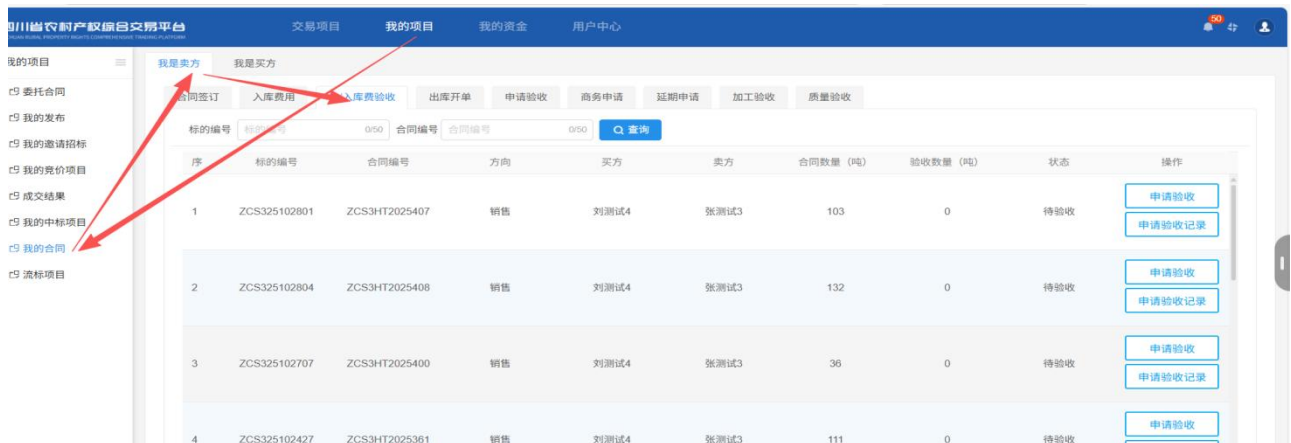 四川省农村产权综合交易平台 交易项目 我的项目 我的资金 用户中心 50
SICHUAN RURAL PROPERTY RIGHTS COMPREHENSIVE TRADING PLATFORM
我的项目
委托合同
我的发布
我的邀请招标
我的竞价项目
成交结果
我的中标项目
我的合同
流标项目
我是卖方 我是买方
合同签订 入库费用 入库费验收 出库开单 申请验收 商务申请 延期申请 加工验收 质量验收
标的编号 标的编号 0/50 合同编号 合同编号 0/50 查询
序 标的编号 合同编号 方向 买方 卖方 合同数量（吨） 验收数量（吨） 状态 操作
1 ZCS325102801 ZCS3HT2025407 销售 刘测试4 张测试3 103 0 待验收 申请验收
申请验收记录
2 ZCS325102804 ZCS3HT2025408 销售 刘测试4 张测试3 132 0 待验收 申请验收
申请验收记录
3 ZCS325102707 ZCS3HT2025400 销售 刘测试4 张测试3 36 0 待验收 申请验收
申请验收记录
4 ZCS325102427 ZCS3HT2025361 销售 刘测试4 张测试3 111 0 待验收 申请验收